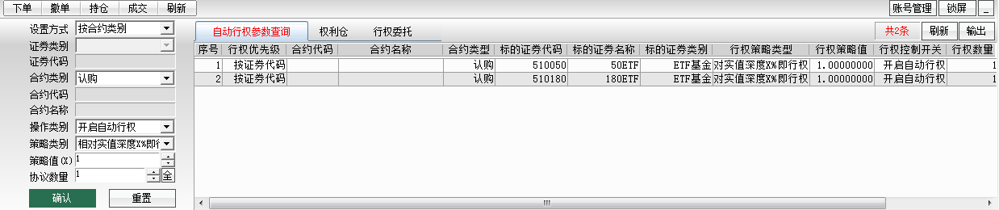 下单 撤单 持仓 成交 刷新 账号管理 锁屏 _
设置方式 按合约类别
证券类别
证券代码
合约类别 认购
合约代码
合约名称
操作类别 开启自动行权
策略类别 相对实值深度X%即行
策略值(X) 1
协议数量 1 全
确认 重置
自动行权参数查询 权利仓 行权委托 共2条 刷新 输出
序号 行权优先级 合约代码 合约名称 合约类型 标的证券代码 标的证券名称 标的证券类别 行权策略类型 行权策略值 行权控制开关 行权数量
1 按证券代码 认购 510050 50ETF ETF基金 对实值深度X%即行权 1.00000000 开启自动行权 1
2 按证券代码 认购 510180 180ETF ETF基金 对实值深度X%即行权 1.00000000 开启自动行权 1